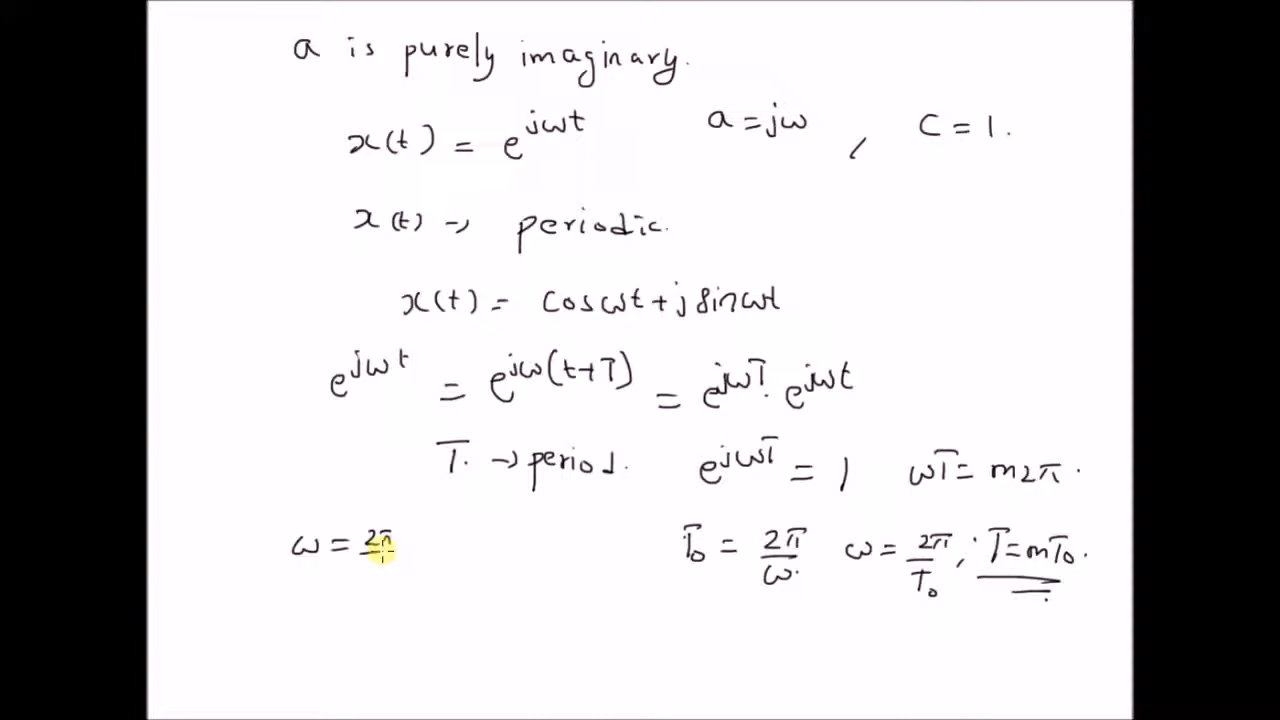 a is purely imaginary.
x(t) = e^{jωt} a = jω , C = 1.
x(t) → periodic.
x(t) = cosωt + j sinωt
e^{jωt} = e^{jω(t+T)} = e^{jωT} . e^{jωt}
T. → period. e^{jωT} = 1 ωT = m2π.
ω = 2π T₀ = 2π/ω. ω = 2π/T₀ , T = mT₀.